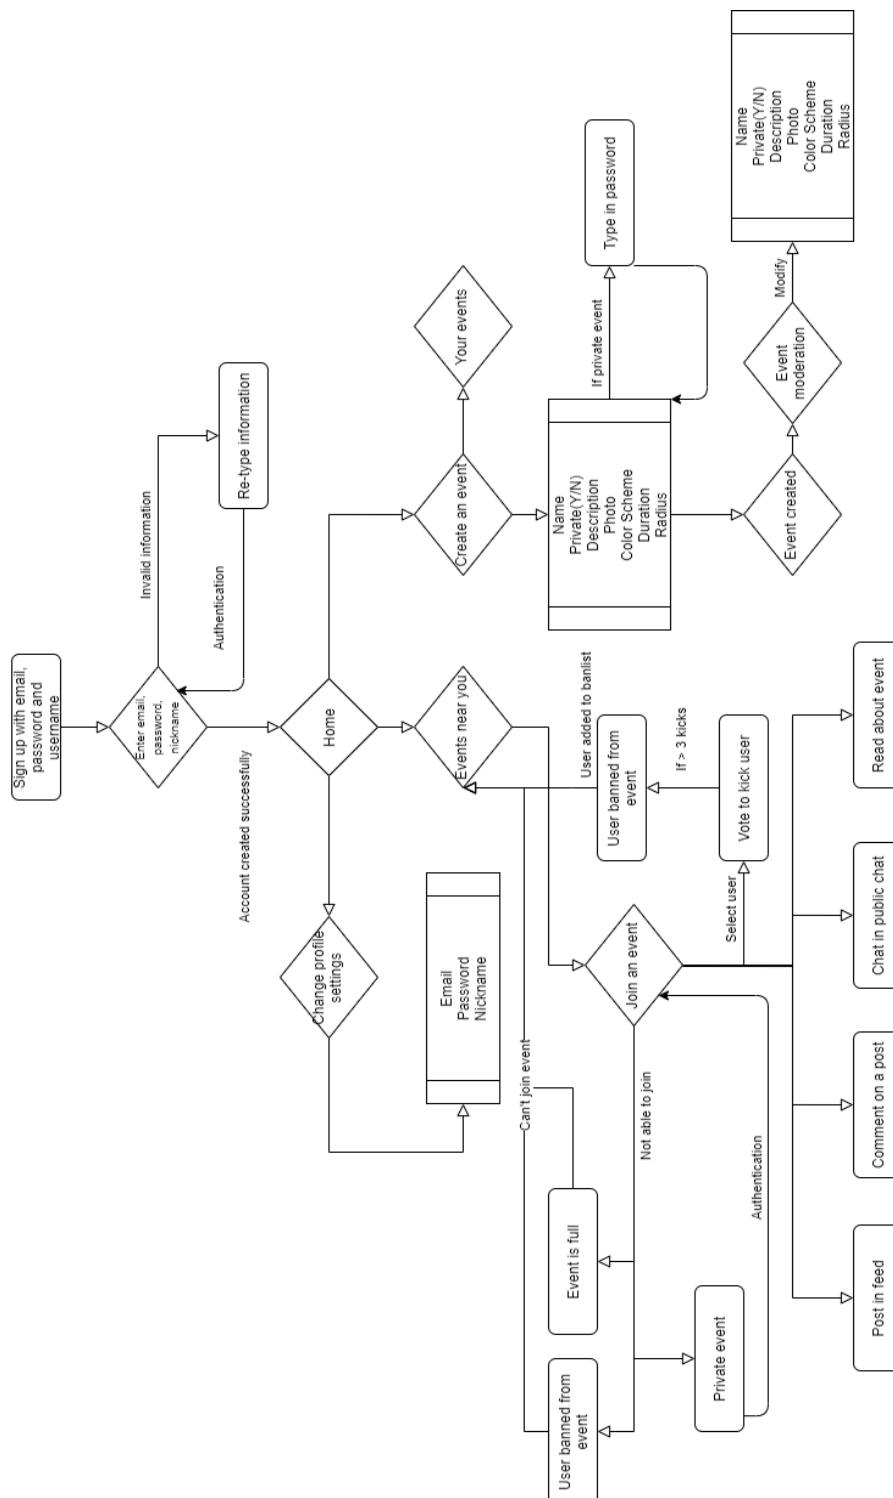 Sign up with email,
password and
username
Enter email,
password,
nickname
Invalid information
Re-type information
Authentication
Account created successfully
Home
Change profile
settings
Email
Password
Nickname
Events near you
Create an event
Your events
Name
Private(Y/N)
Description
Photo
Color Scheme
Duration
Radius
If private event
Type in password
Event created
Event
moderation
Modify
Name
Private(Y/N)
Description
Photo
Color Scheme
Duration
Radius
Join an event
Not able to join
Can't join event
Event is full
User banned from
event
Private event
Authentication
Select user
Vote to kick user
If > 3 kicks
User banned from
event
User added to banlist
Post in feed
Comment on a post
Chat in public chat
Read about event